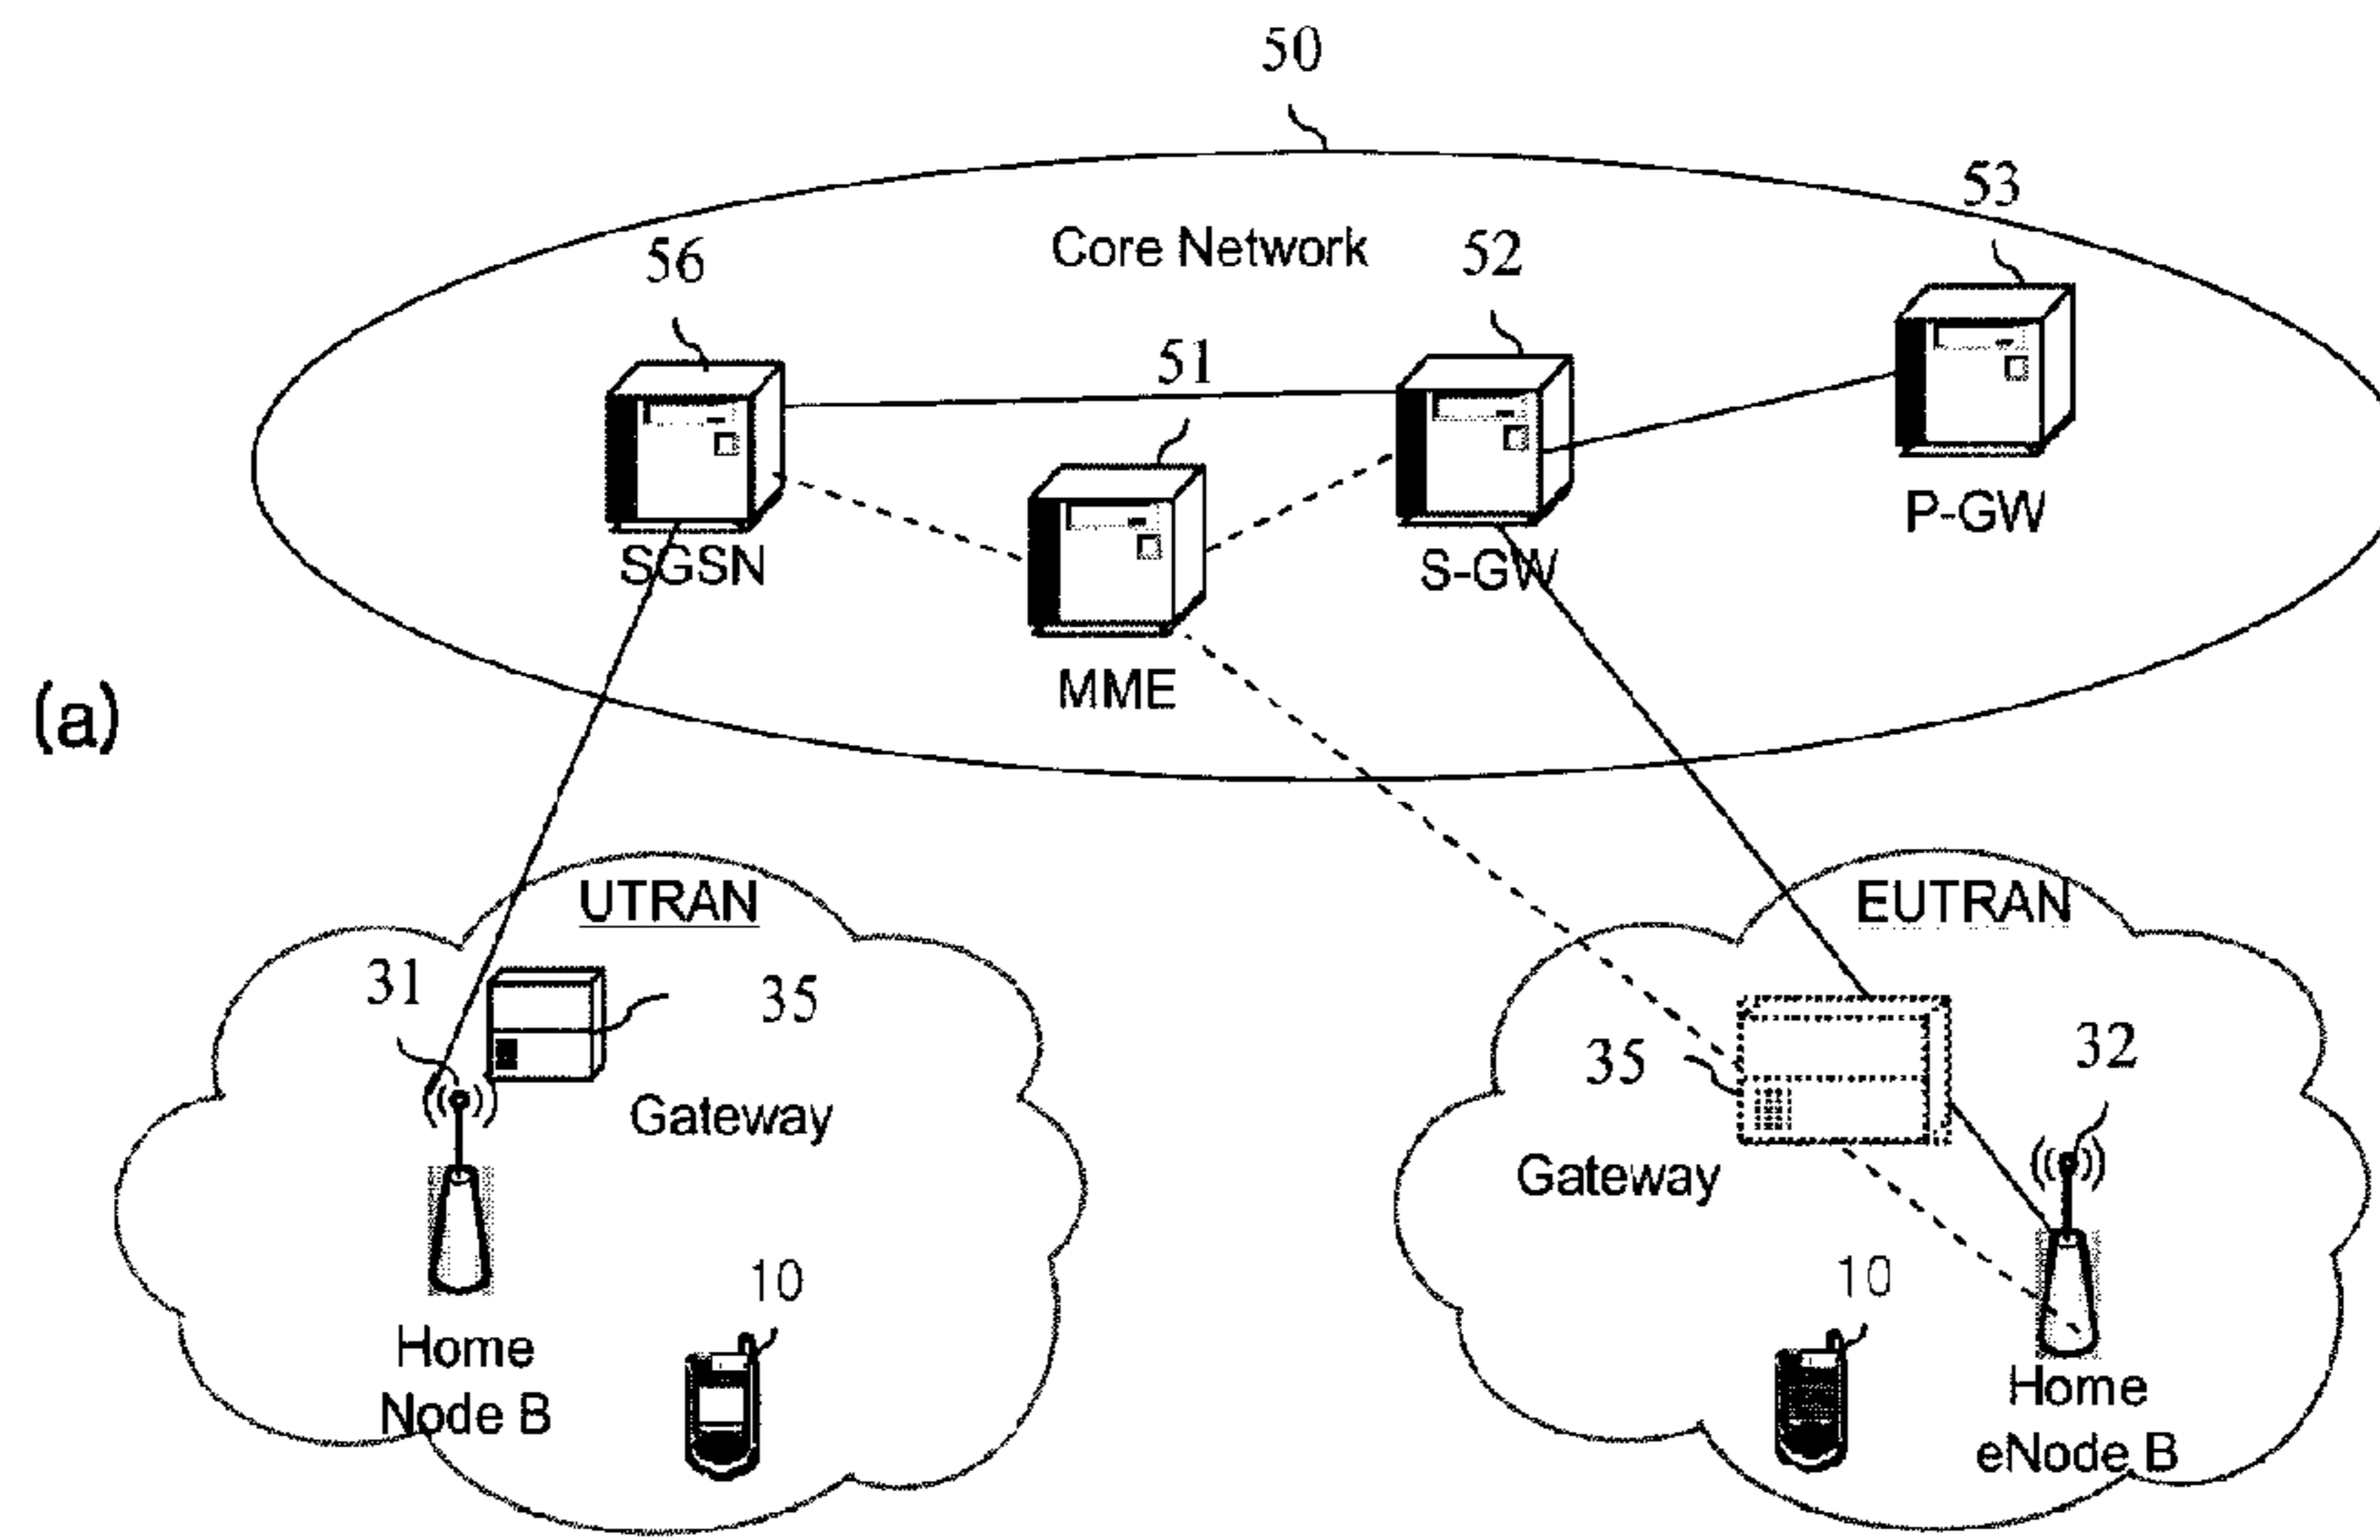 50
53
Core Network
52
56
51
P-GW
SGSN
S-GW
MME
(a)
UTRAN
EUTRAN
31
35
35
32
Gateway
Gateway
10
10
Home
Node B
Home
eNode B